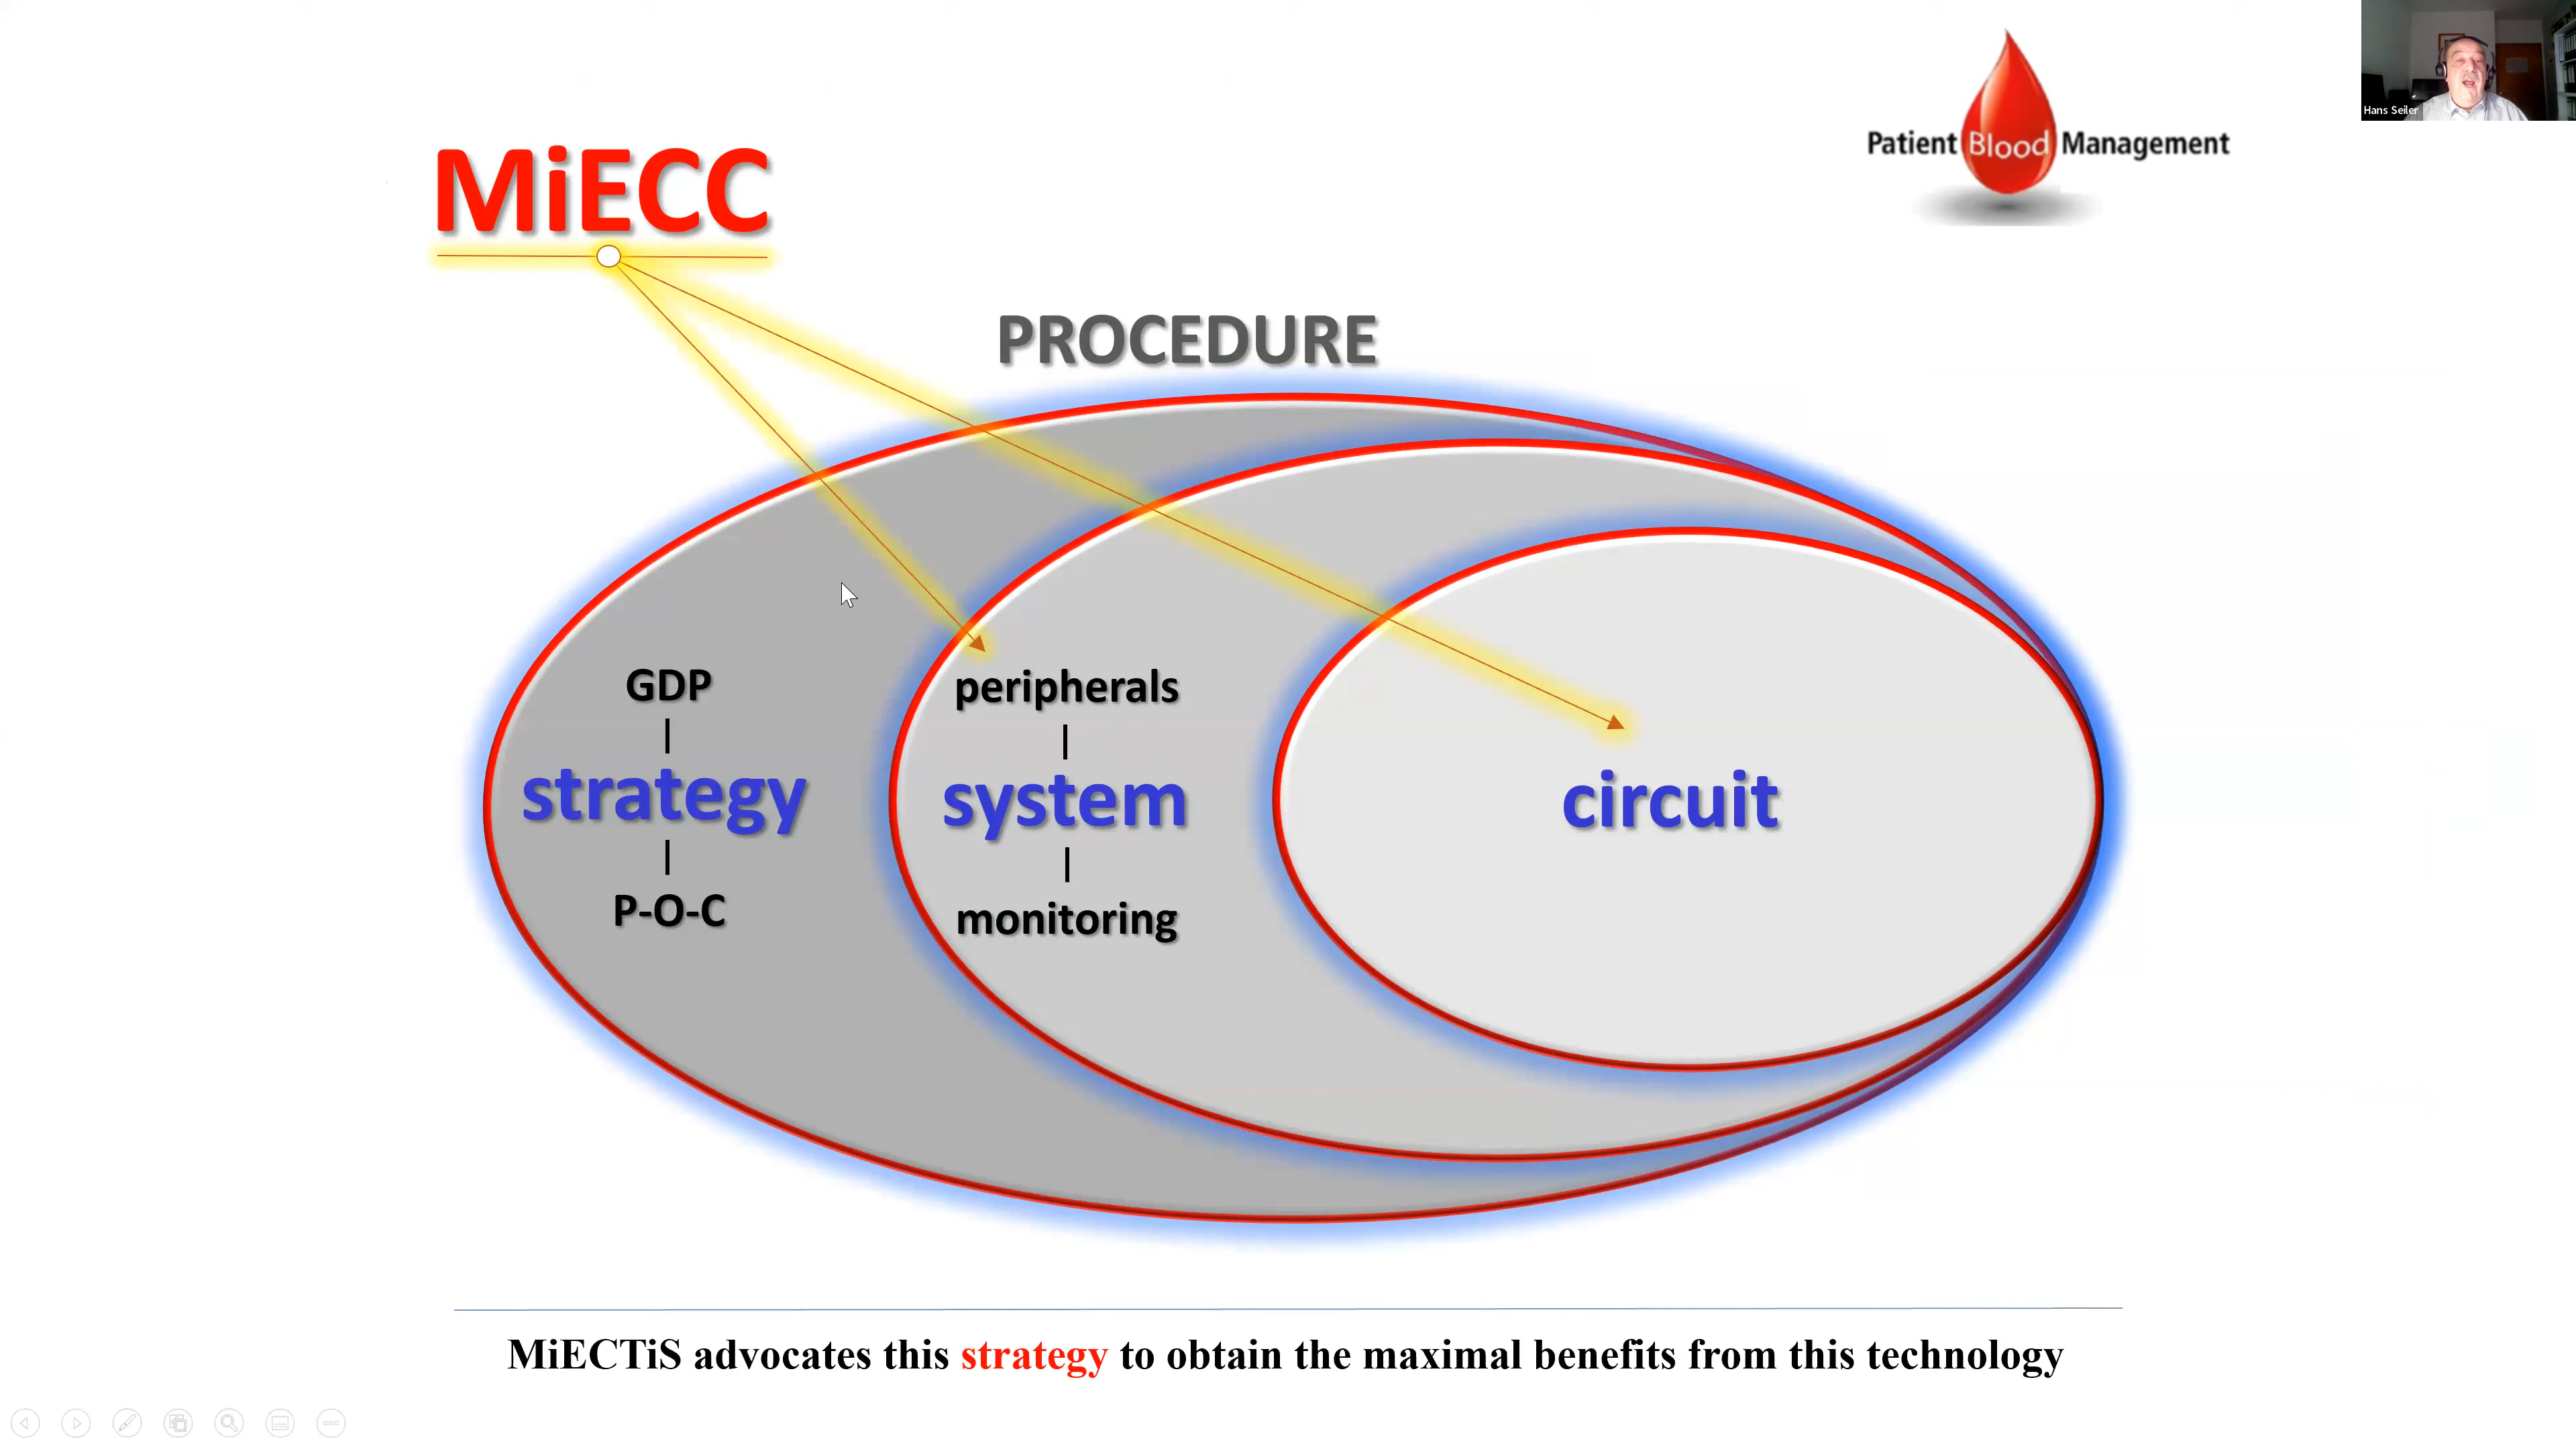 Hans Seiler
Patient Blood Management
MiECC
PROCEDURE
GDP
strategy
P-O-C
peripherals
system
monitoring
circuit
MiECTiS advocates this strategy to obtain the maximal benefits from this technology